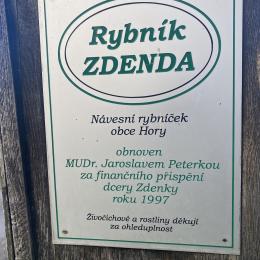 Rybník
ZDENDA
Návesní rybníček
obce Hory
obnoven
MUDr. Jaroslavem Peterkou
za finančního přispění
dcery Zdenky
roku 1997
Živočichové a rostliny děkují
za ohleduplnost